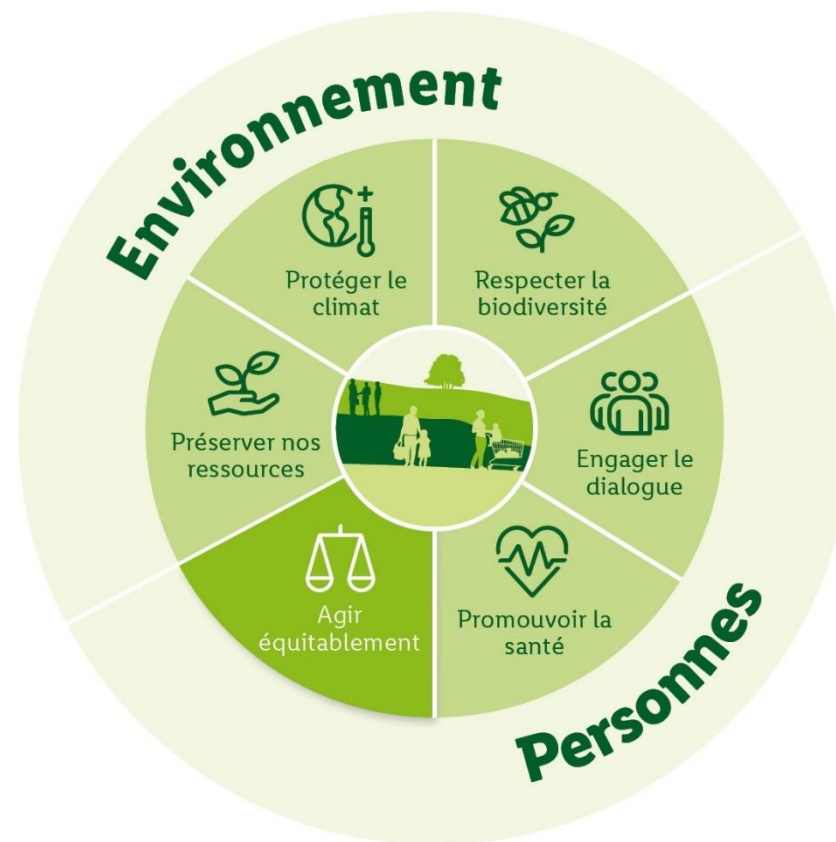 Environnement
Protéger le
climat
Respecter la
biodiversité
Préserver nos
ressources
Engager le
dialogue
Agir
équitablement
Promouvoir la
santé
Personnes